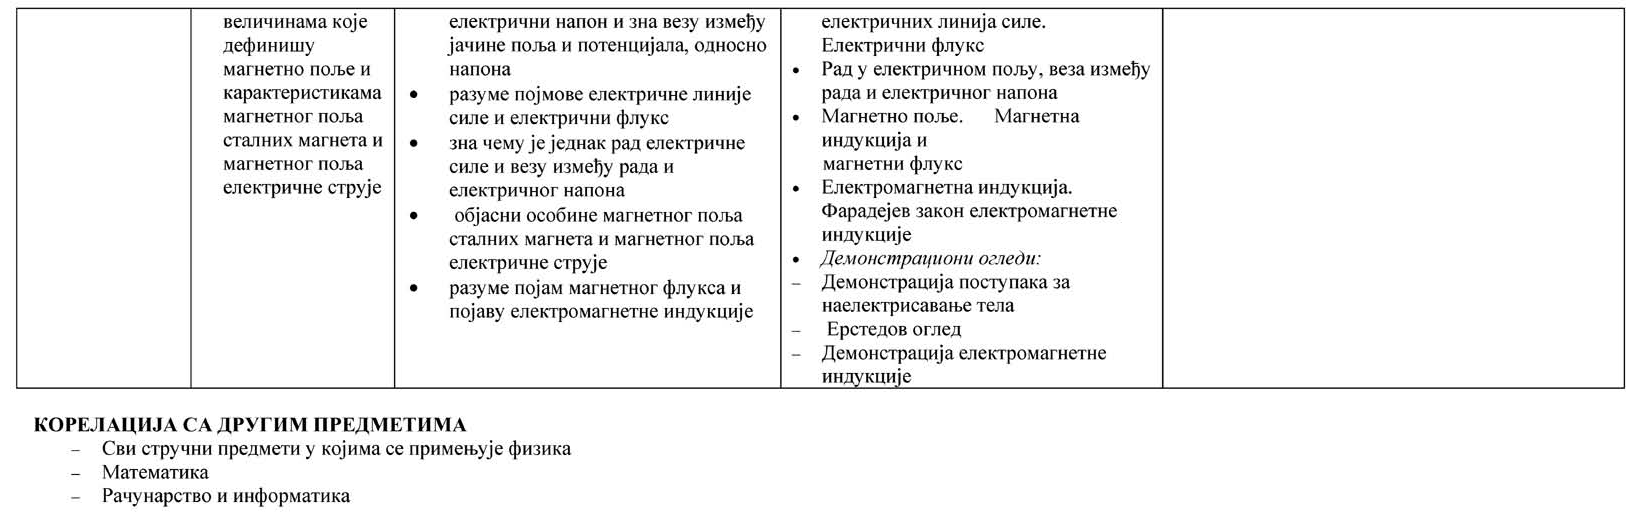 величинама које
дефинишу
магнетно поље и
карактеристикама
магнетног поља
сталних магнета и
магнетног поља
електричне струје
електрични напон и зна везу између
јачине поља и потенцијала, односно
напона
• разуме појмове електричне линије
силе и електрични флукс
• зна чему је једнак рад електричне
силе и везу између рада и
електричног напона
• објасни особине магнетног поља
сталних магнета и магнетног поља
електричне струје
• разуме појам магнетног флукса и
појаву електромагнетне индукције
електричних линија силе.
Електрични флукс
• Рад у електричном пољу, веза између
рада и електричног напона
• Магнетно поље. Магнетна
индукција и
магнетни флукс
• Електромагнетна индукција.
Фарадејев закон електромагнетне
индукције
• Демонстрациони огледи:
– Демонстрација поступака за
наелектрисавање тела
– Ерстедов оглед
– Демонстрација електромагнетне
индукције
КОРЕЛАЦИЈА СА ДРУГИМ ПРЕДМЕТИМА
– Сви стручни предмети у којима се примењује физика
– Математика
– Рачунарство и информатика